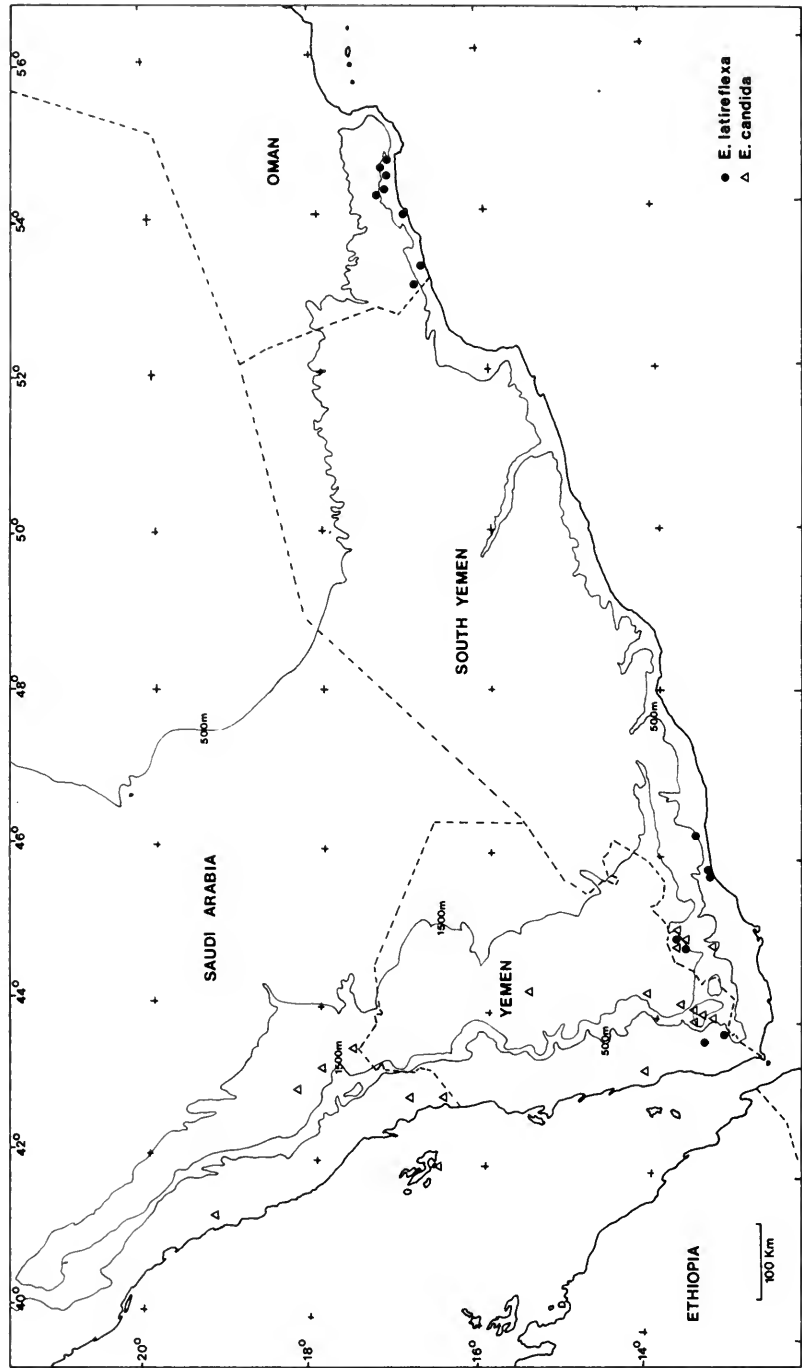 40° 42° 44° 46° 48° 50° 52° 54° 56°
20°
18°
16°
14°
SAUDI ARABIA
OMAN
YEMEN
SOUTH YEMEN
ETHIOPIA
500m
1500m
1500m
500m
500m
100 Km
● E. latireflexa
△ E. candida